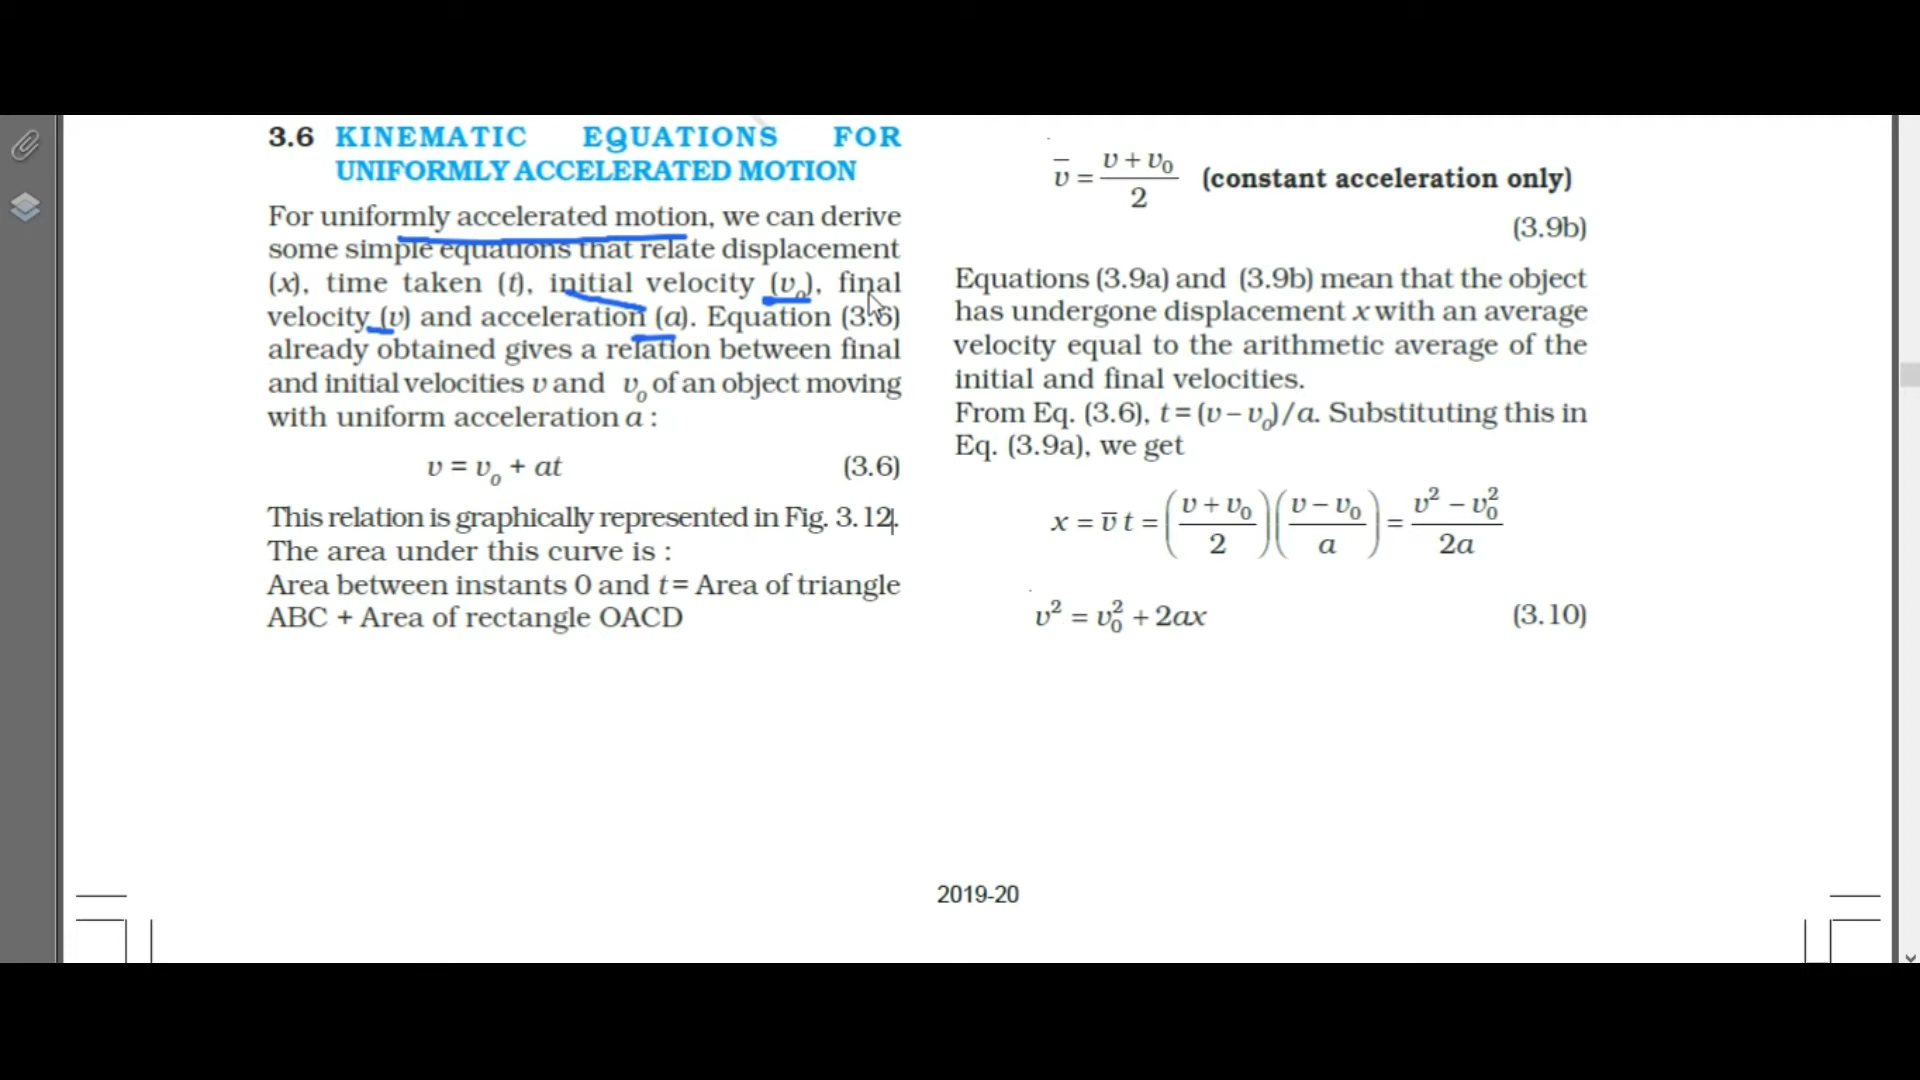 3.6 KINEMATIC EQUATIONS FOR
UNIFORMLY ACCELERATED MOTION
For uniformly accelerated motion, we can derive
some simple equations that relate displacement
(x), time taken (t), initial velocity (v₀), final
velocity (v) and acceleration (a). Equation (3.6)
already obtained gives a relation between final
and initial velocities v and v₀ of an object moving
with uniform acceleration a :
v = v₀ + at (3.6)
This relation is graphically represented in Fig. 3.12.
The area under this curve is :
Area between instants 0 and t = Area of triangle
ABC + Area of rectangle OACD
v̅ = (v + v₀)/2 (constant acceleration only)
(3.9b)
Equations (3.9a) and (3.9b) mean that the object
has undergone displacement x with an average
velocity equal to the arithmetic average of the
initial and final velocities.
From Eq. (3.6), t = (v – v₀)/a. Substituting this in
Eq. (3.9a), we get
x = v̅ t = ((v + v₀)/2)((v – v₀)/a) = (v² – v₀²)/2a
v² = v₀² + 2ax (3.10)
2019-20